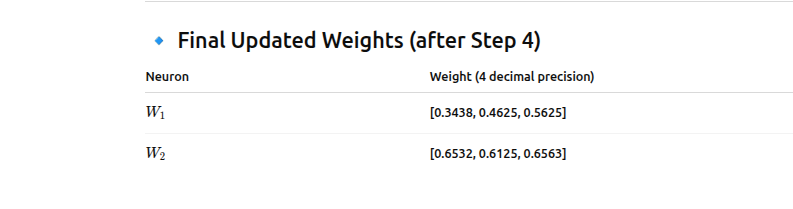 Final Updated Weights (after Step 4)
Neuron Weight (4 decimal precision)
W₁ [0.3438, 0.4625, 0.5625]
W₂ [0.6532, 0.6125, 0.6563]